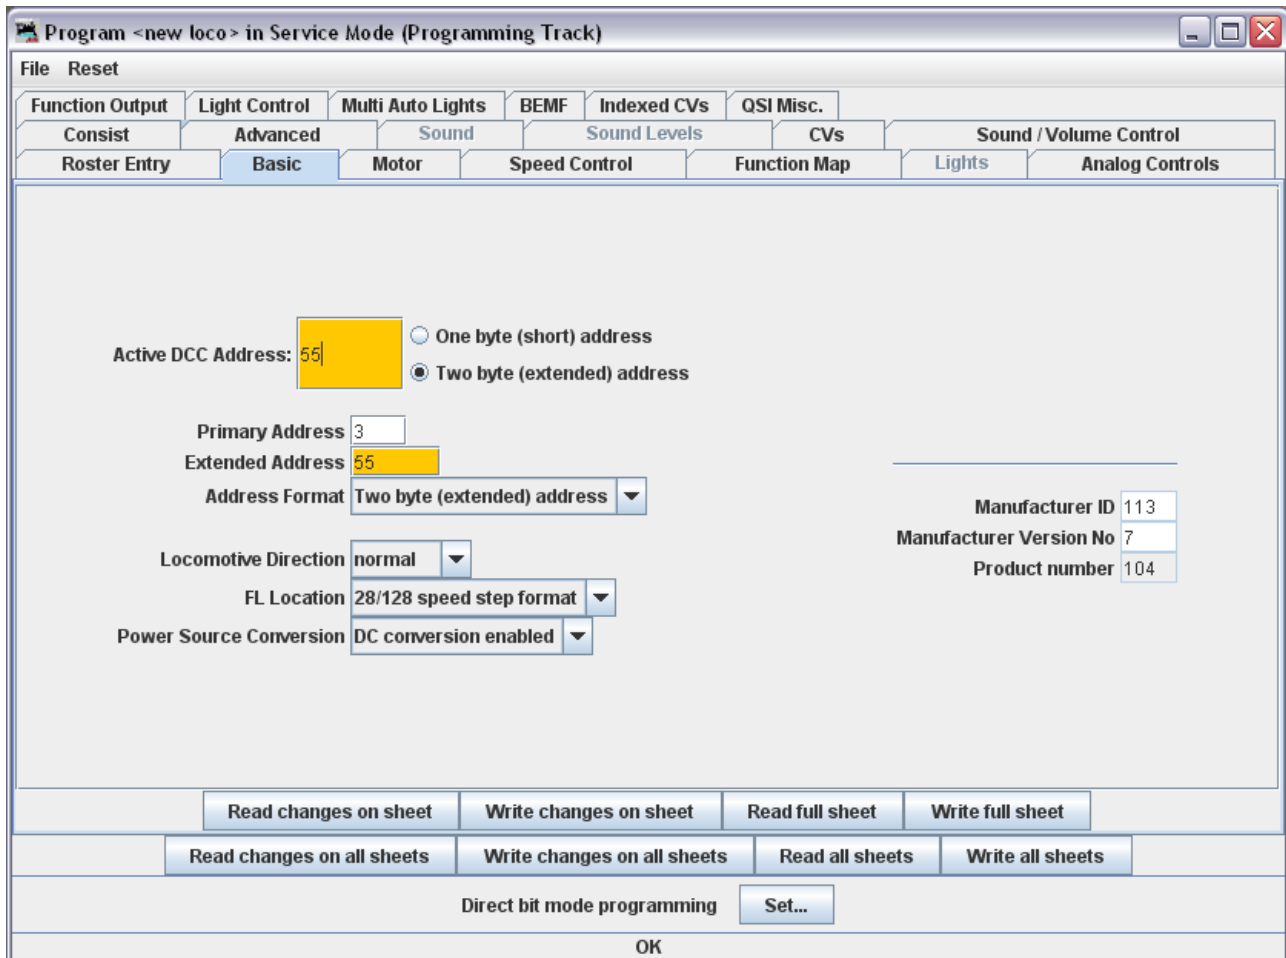 Program <new loco> in Service Mode (Programming Track)
File Reset
Function Output Light Control Multi Auto Lights BEMF Indexed CVs QSI Misc.
Consist Advanced Sound Sound Levels CVs Sound / Volume Control
Roster Entry Basic Motor Speed Control Function Map Lights Analog Controls
One byte (short) address
Active DCC Address: 55
Two byte (extended) address
Primary Address 3
Extended Address 55
Address Format Two byte (extended) address
Manufacturer ID 113
Manufacturer Version No 7
Product number 104
Locomotive Direction normal
FL Location 28/128 speed step format
Power Source Conversion DC conversion enabled
Read changes on sheet Write changes on sheet Read full sheet Write full sheet
Read changes on all sheets Write changes on all sheets Read all sheets Write all sheets
Direct bit mode programming Set...
OK